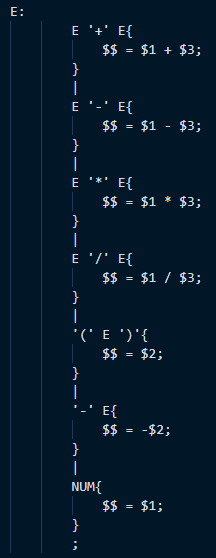 E:
E '+' E{
$$ = $1 + $3;
}
|
E '-' E{
$$ = $1 - $3;
}
|
E '*' E{
$$ = $1 * $3;
}
|
E '/' E{
$$ = $1 / $3;
}
|
'(' E ')'{
$$ = $2;
}
|
'-' E{
$$ = -$2;
}
|
NUM{
$$ = $1;
}
;